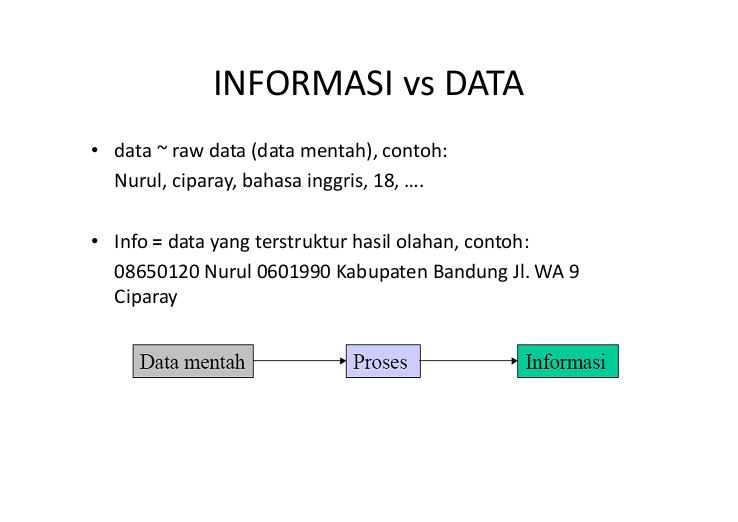 INFORMASI vs DATA
• data ~ raw data (data mentah), contoh:
Nurul, ciparay, bahasa inggris, 18, ....
• Info = data yang terstruktur hasil olahan, contoh:
08650120 Nurul 0601990 Kabupaten Bandung Jl. WA 9
Ciparay
Data mentah Proses Informasi